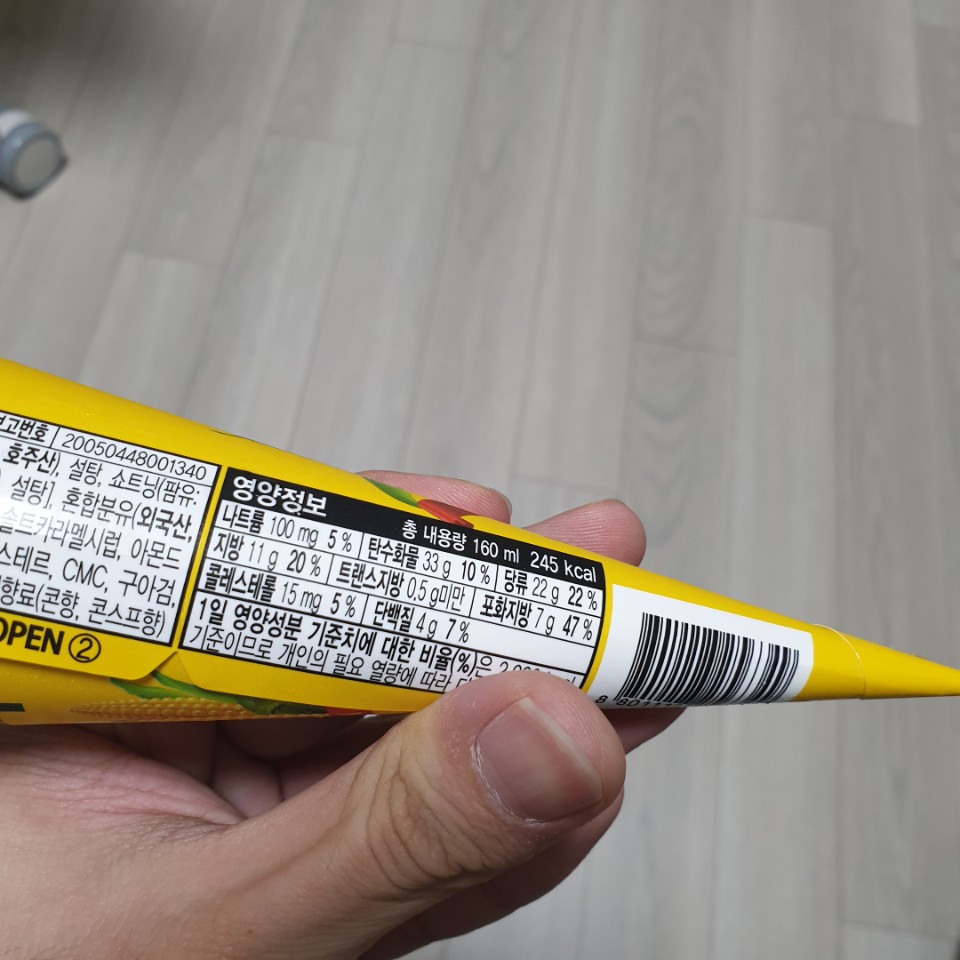 고번호 20050448001340
호주산), 설탕, 쇼트닝(팜유:
설탕], 혼합분유(외국산,
솔트카라멜시럽, 아몬드
스테르, CMC, 구아검,
향료(콘향, 콘스프향)
OPEN ②
영양정보
총 내용량 160 ml 245 kcal
나트륨 100 mg 5 % 탄수화물 33 g 10 % 당류 22 g 22 %
지방 11 g 20 % 트랜스지방 0.5 g미만 포화지방 7 g 47 %
콜레스테롤 15 mg 5 % 단백질 4 g 7 %
1일 영양성분 기준치에 대한 비율(%)은
기준이므로 개인의 필요 열량에 따라